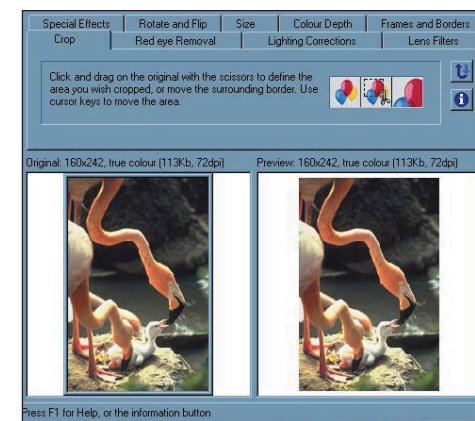 Special Effects Rotate and Flip Size Colour Depth Frames and Borders
Crop Red eye Removal Lighting Corrections Lens Filters
Click and drag on the original with the scissors to define the
area you wish cropped, or move the surrounding border. Use
cursor keys to move the area.
Original: 160x242, true colour (113Kb, 72dpi) Preview: 160x242, true colour (113Kb, 72dpi)
Press F1 for Help, or the information button